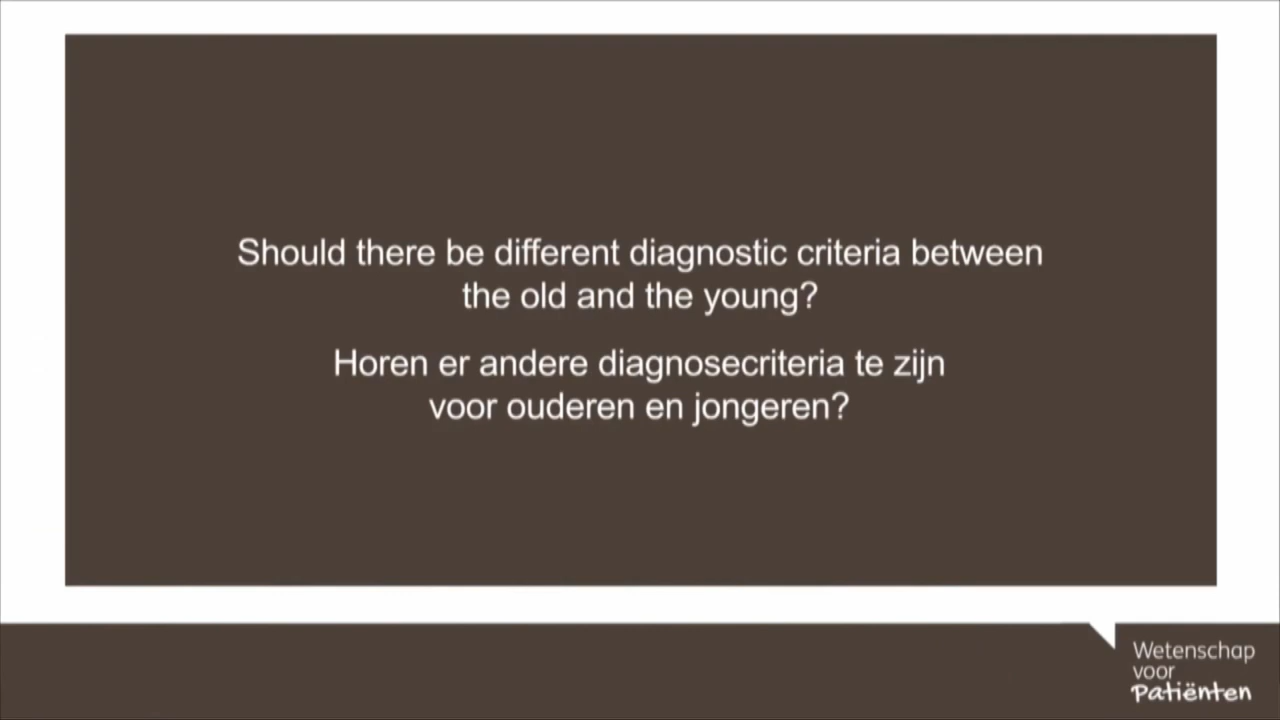 Should there be different diagnostic criteria between
the old and the young?
Horen er andere diagnosecriteria te zijn
voor ouderen en jongeren?
Wetenschap
voor
Patiënten